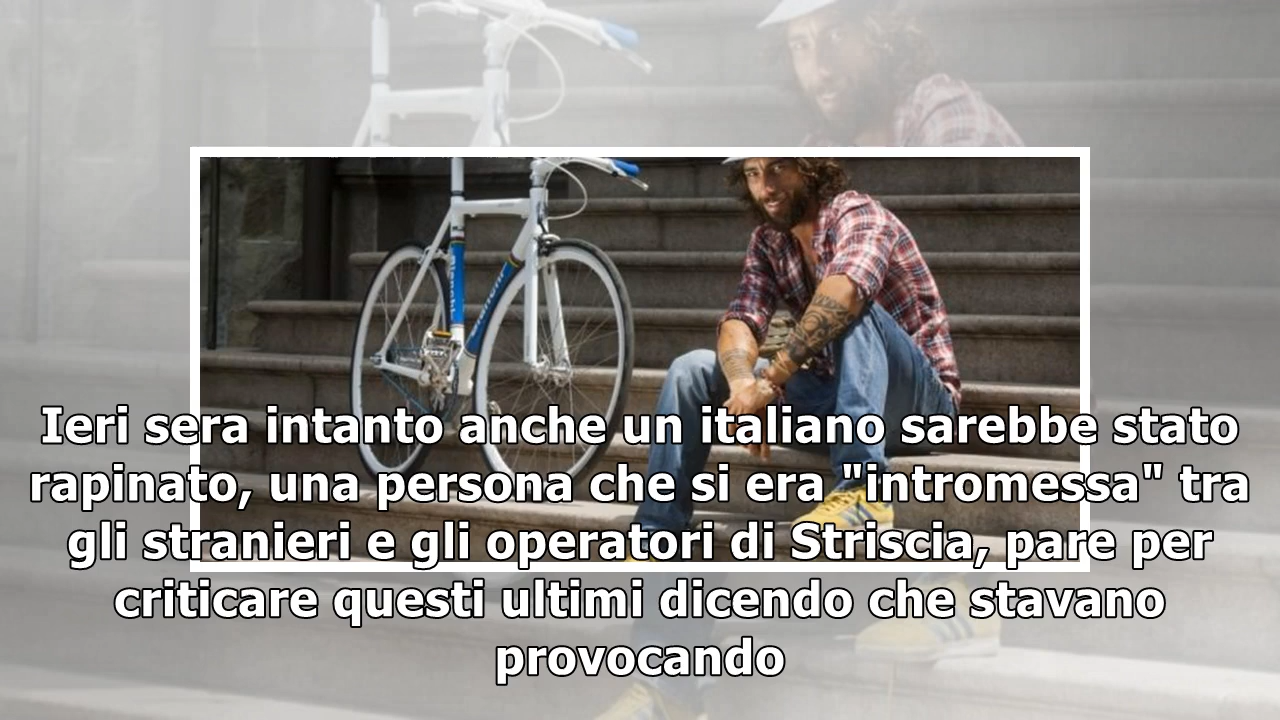 Bianchi
Ieri sera intanto anche un italiano sarebbe stato
rapinato, una persona che si era "intromessa" tra
gli stranieri e gli operatori di Striscia, pare per
criticare questi ultimi dicendo che stavano
provocando